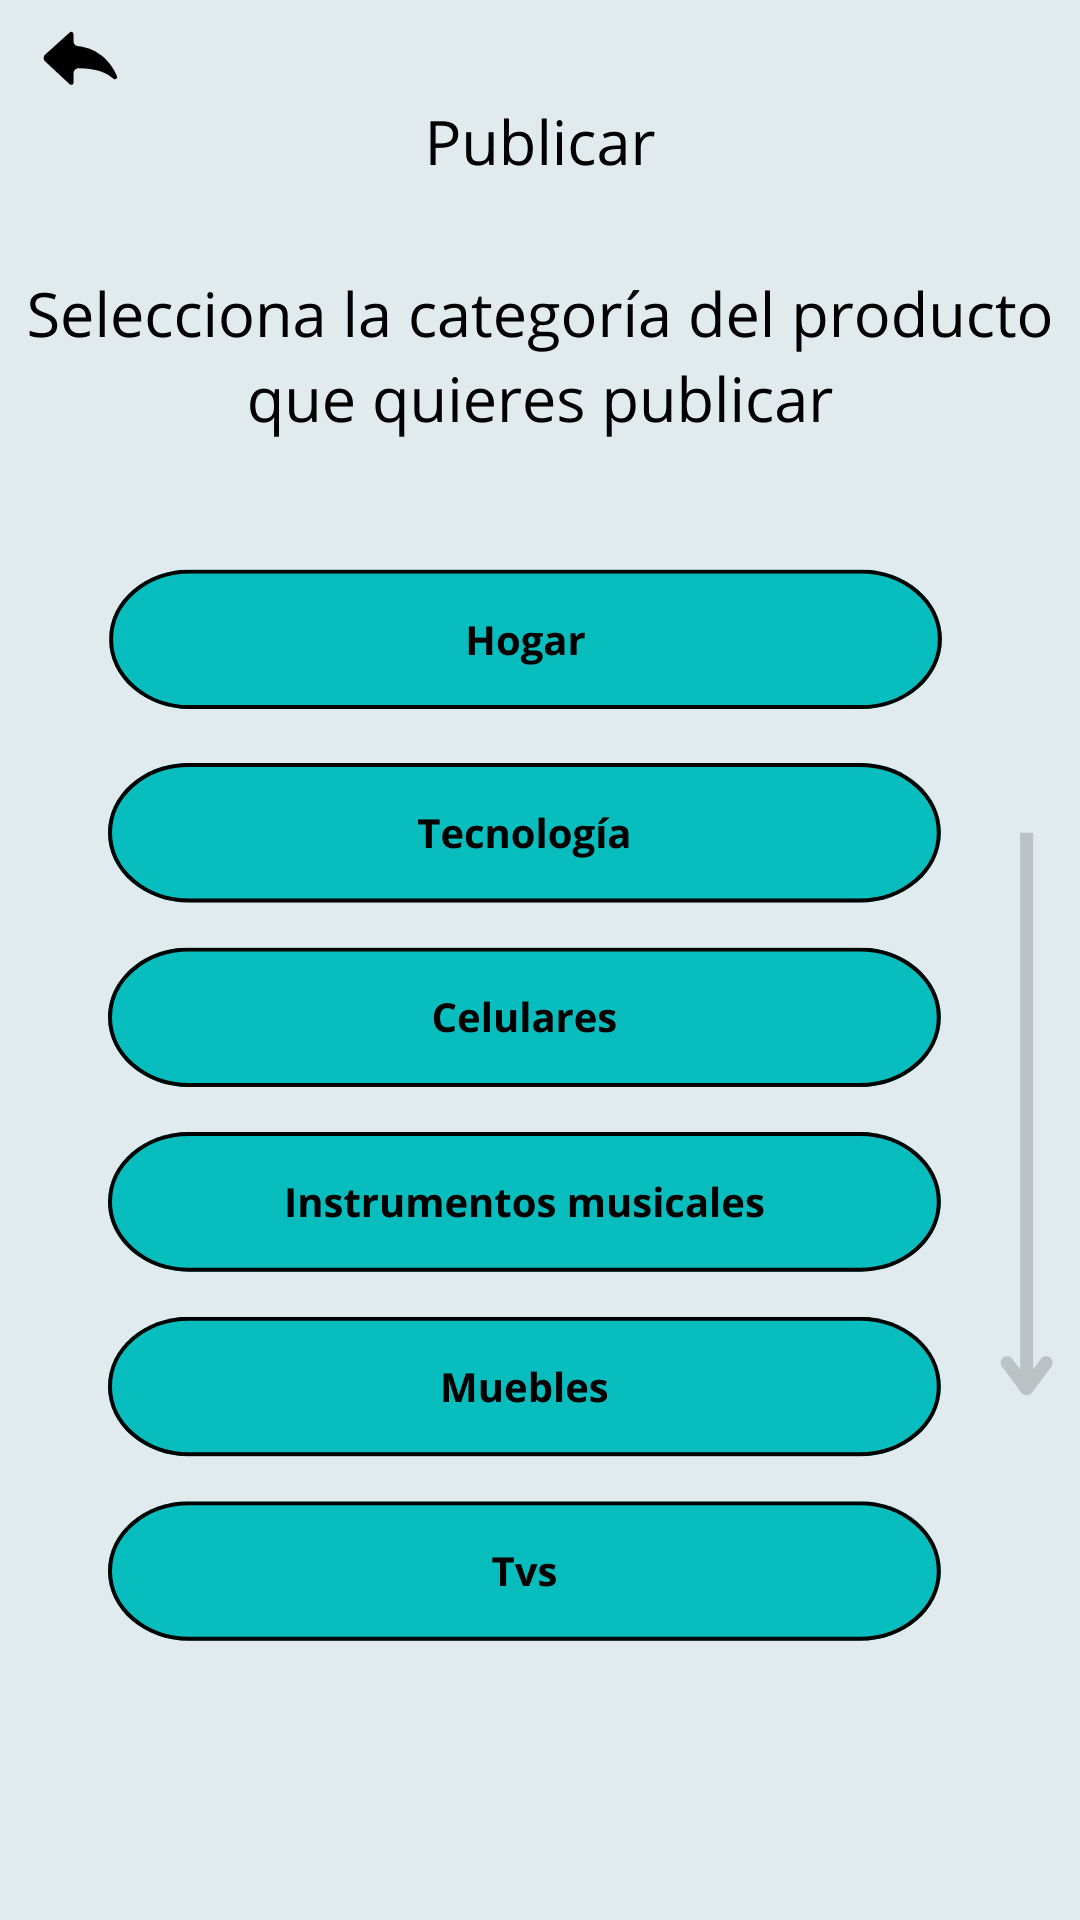 Publicar
Selecciona la categoría del producto
que quieres publicar
Hogar
Tecnología
Celulares
Instrumentos musicales
Muebles
Tvs